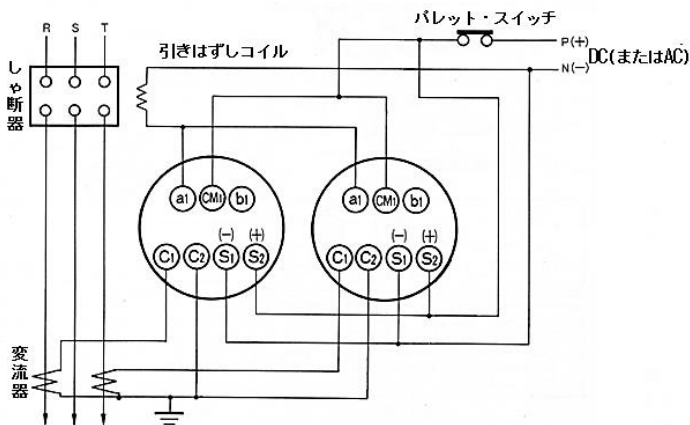 パレット・スイッチ
R S T
P(+)
引きはずしコイル
DC(またはAC)
N(−)
しゃ断器
a1 CM1 b1
a1 CM1 b1
(−) (+)
(−) (+)
C1 C2 S1 S2
C1 C2 S1 S2
変流器